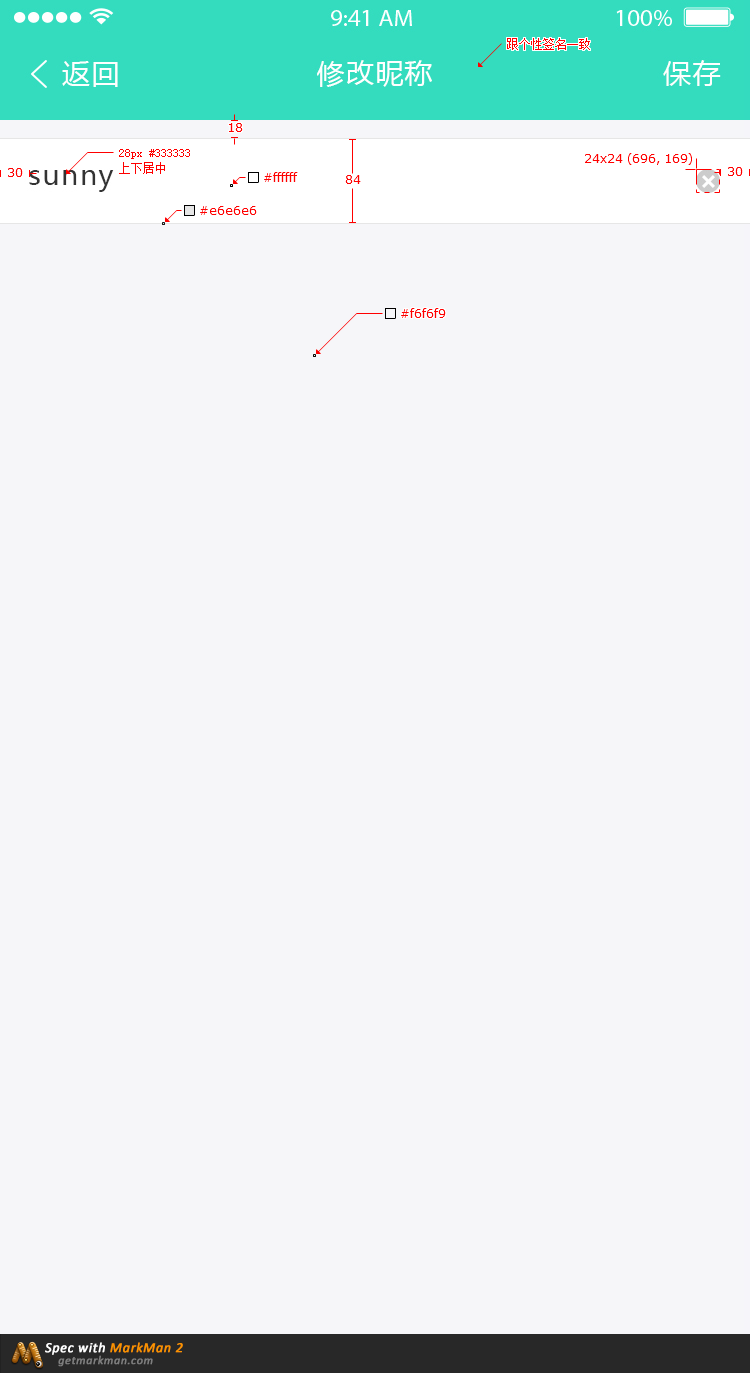 9:41 AM
100%
跟个性签名一致
返回
修改昵称
保存
18
28px #333333
24x24 (696, 169)
上下居中
30
sunny
#ffffff
84
30
#e6e6e6
#f6f6f9
Spec with MarkMan 2
getmarkman.com